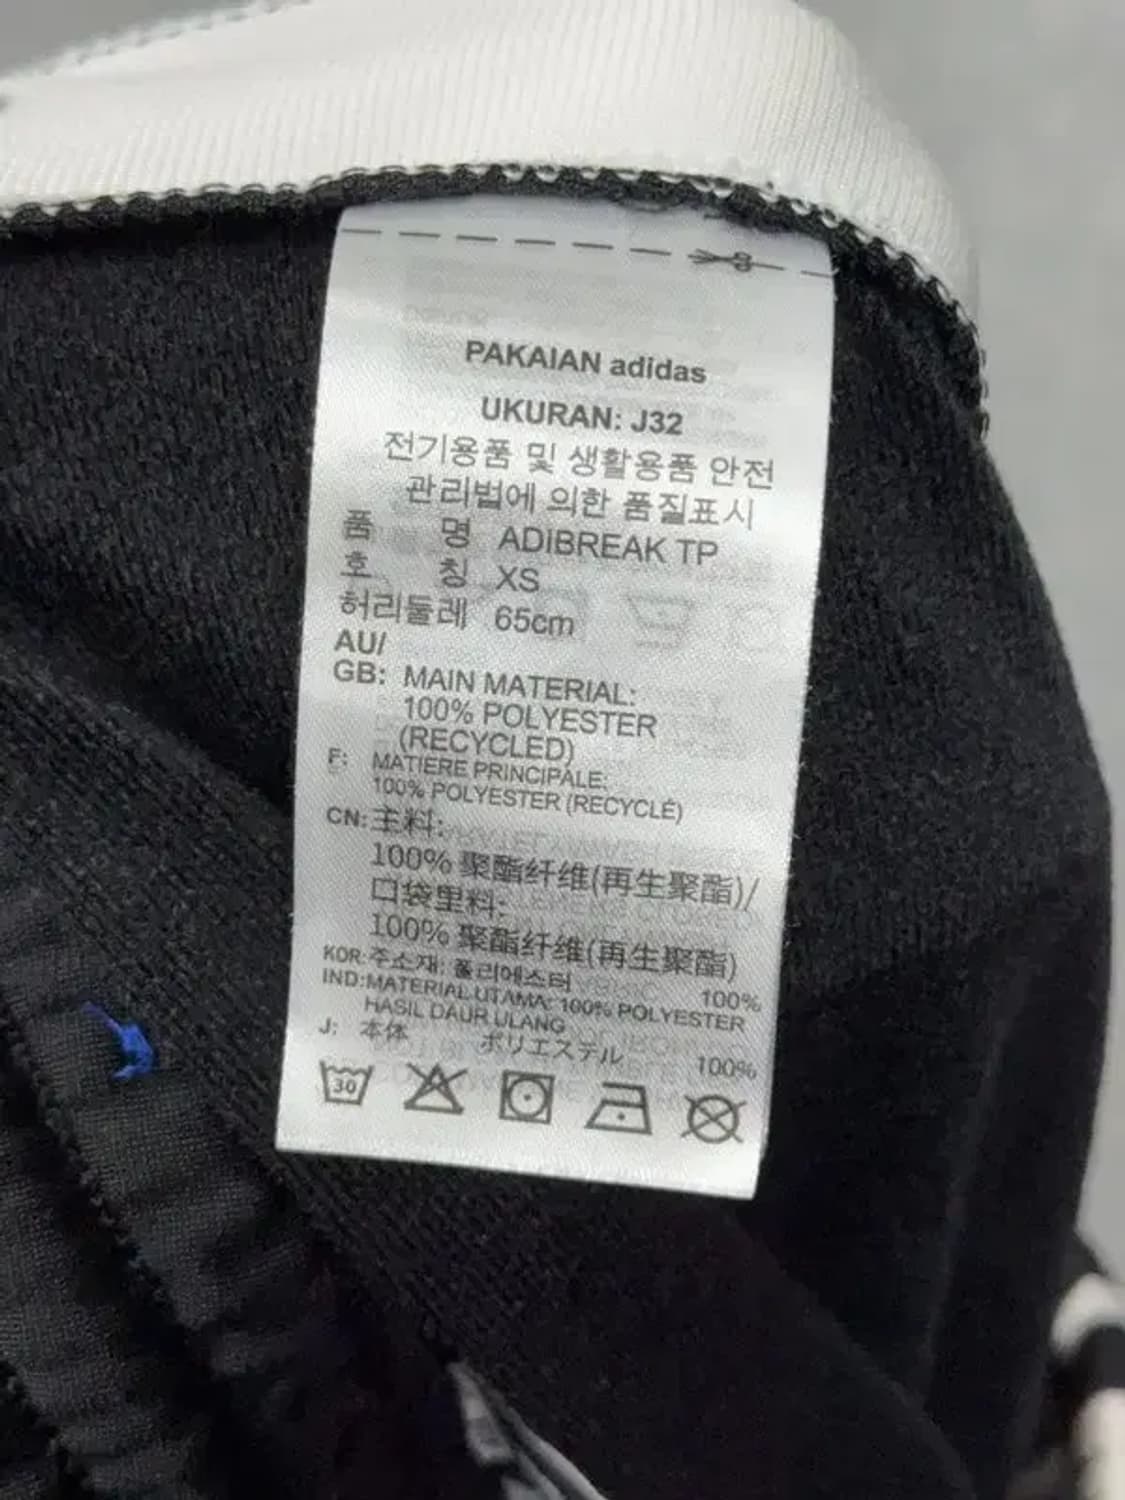 PAKAIAN adidas
UKURAN: J32
전기용품 및 생활용품 안전
관리법에 의한 품질표시
품 명 ADIBREAK TP
호 칭 XS
허리둘레 65cm
AU/
GB: MAIN MATERIAL:
100% POLYESTER
(RECYCLED)
F: MATIERE PRINCIPALE:
100% POLYESTER (RECYCLÉ)
CN: 主料:
100% 聚酯纤维(再生聚酯)/
口袋里料:
100% 聚酯纤维(再生聚酯)
KOR: 주소재: 폴리에스터 100%
IND: MATERIAL UTAMA: 100% POLYESTER
HASIL DAUR ULANG
J: 本体 ポリエステル 100%
30